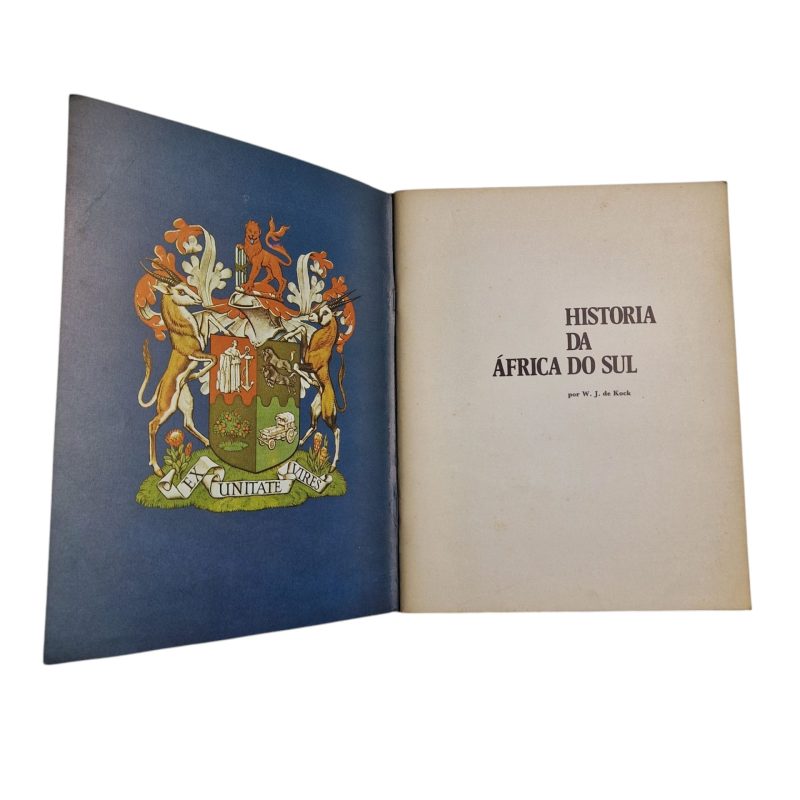 EX
UNITATE
VIRES
HISTORIA
DA
ÁFRICA DO SUL
por W. J. de Kock